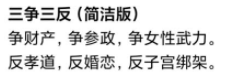 三争三反（简洁版）
争财产，争参政，争女性武力。
反孝道，反婚恋，反子宫绑架。